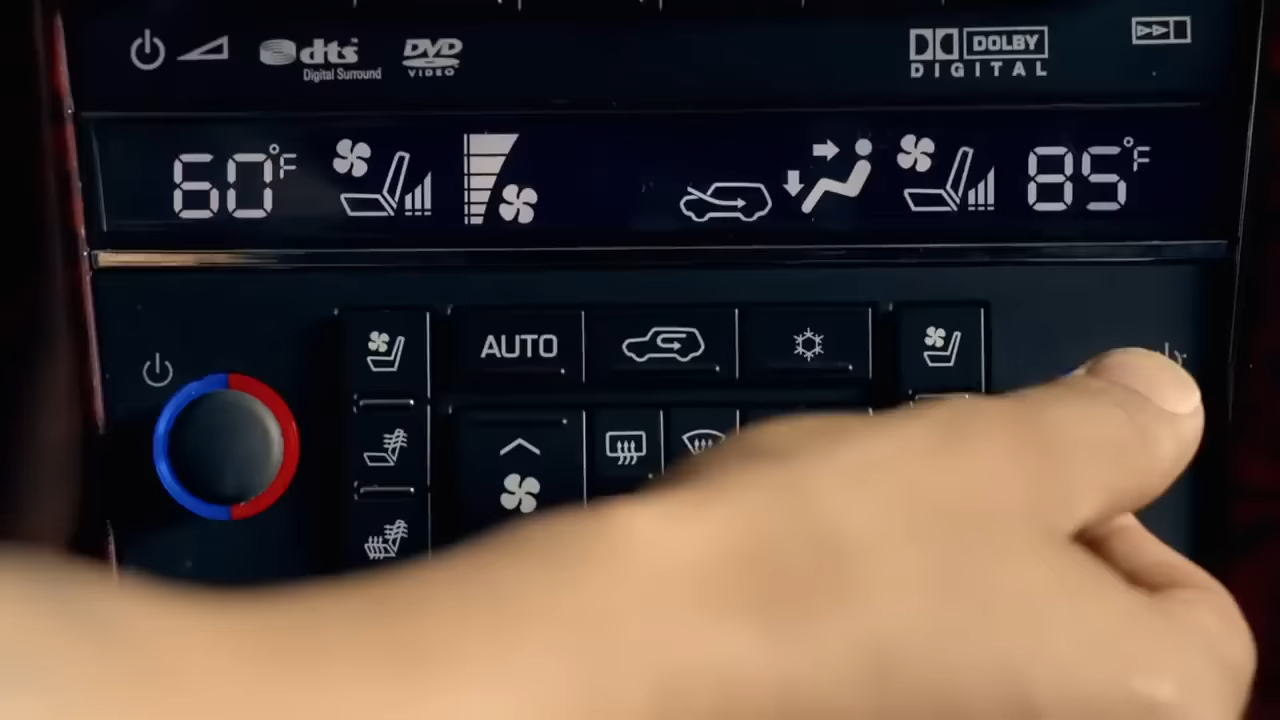 dts
Digital Surround
DVD
VIDEO
DOLBY
DIGITAL
60°F
85°F
AUTO